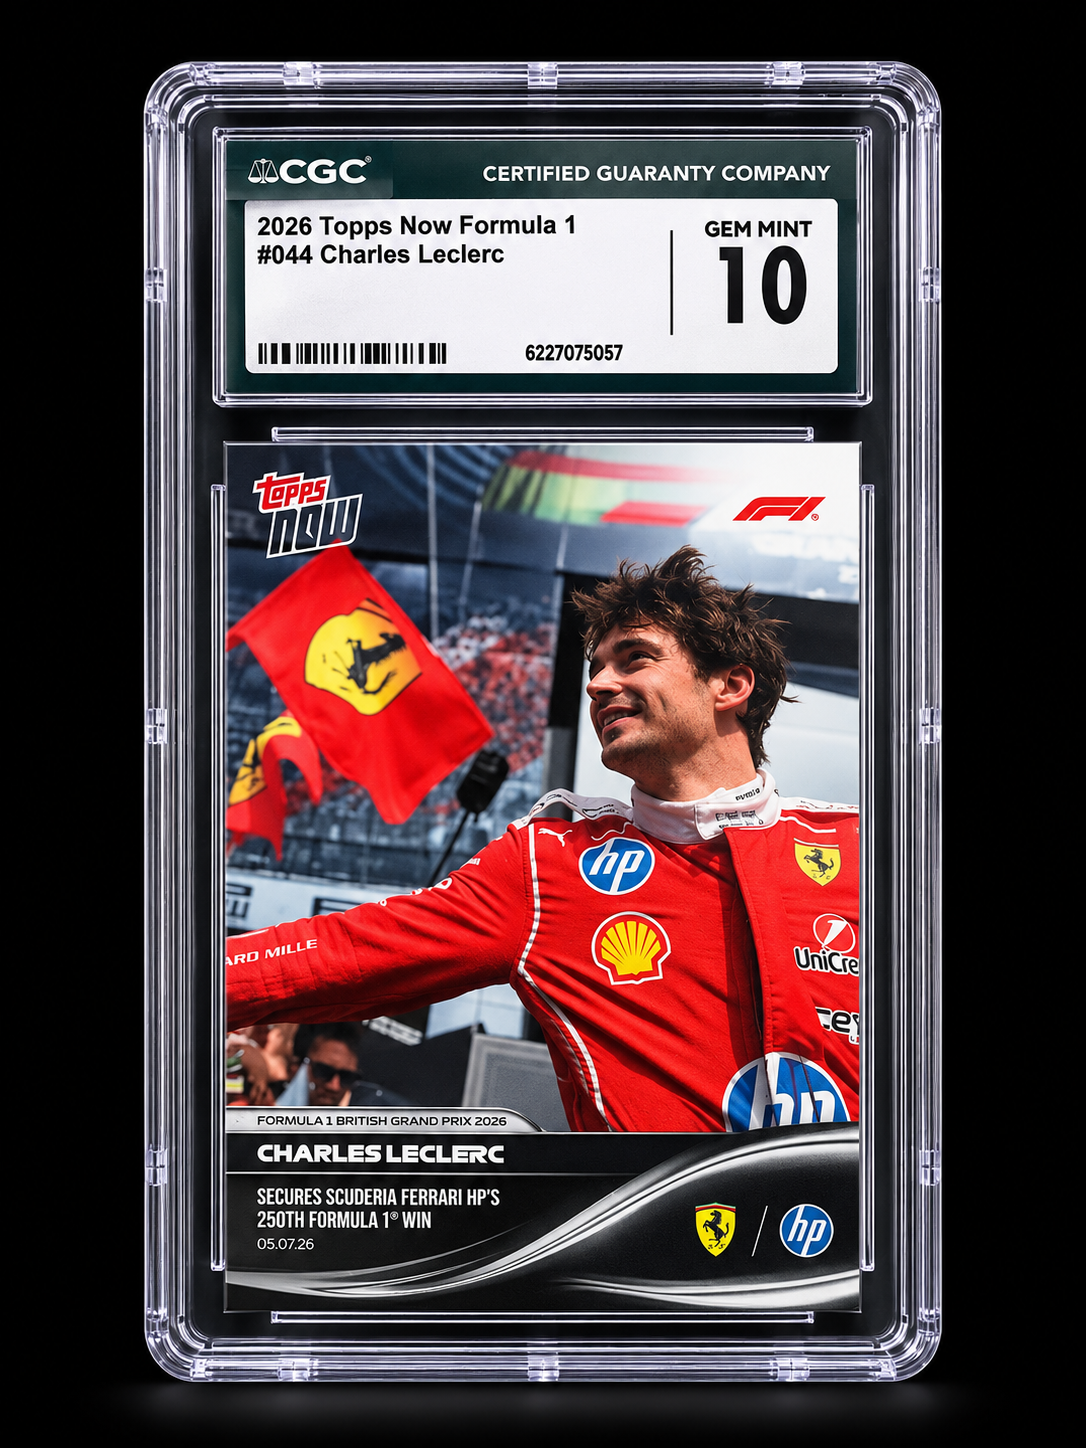 CGC®
CERTIFIED GUARANTY COMPANY
2026 Topps Now Formula 1
#044 Charles Leclerc
GEM MINT
10
6227075057
topps
NOW
F1®
hp
UniCre
ARD MILLE
cey
hp
FORMULA 1 BRITISH GRAND PRIX 2026
CHARLES LECLERC
SECURES SCUDERIA FERRARI HP'S
250TH FORMULA 1® WIN
05.07.26
hp